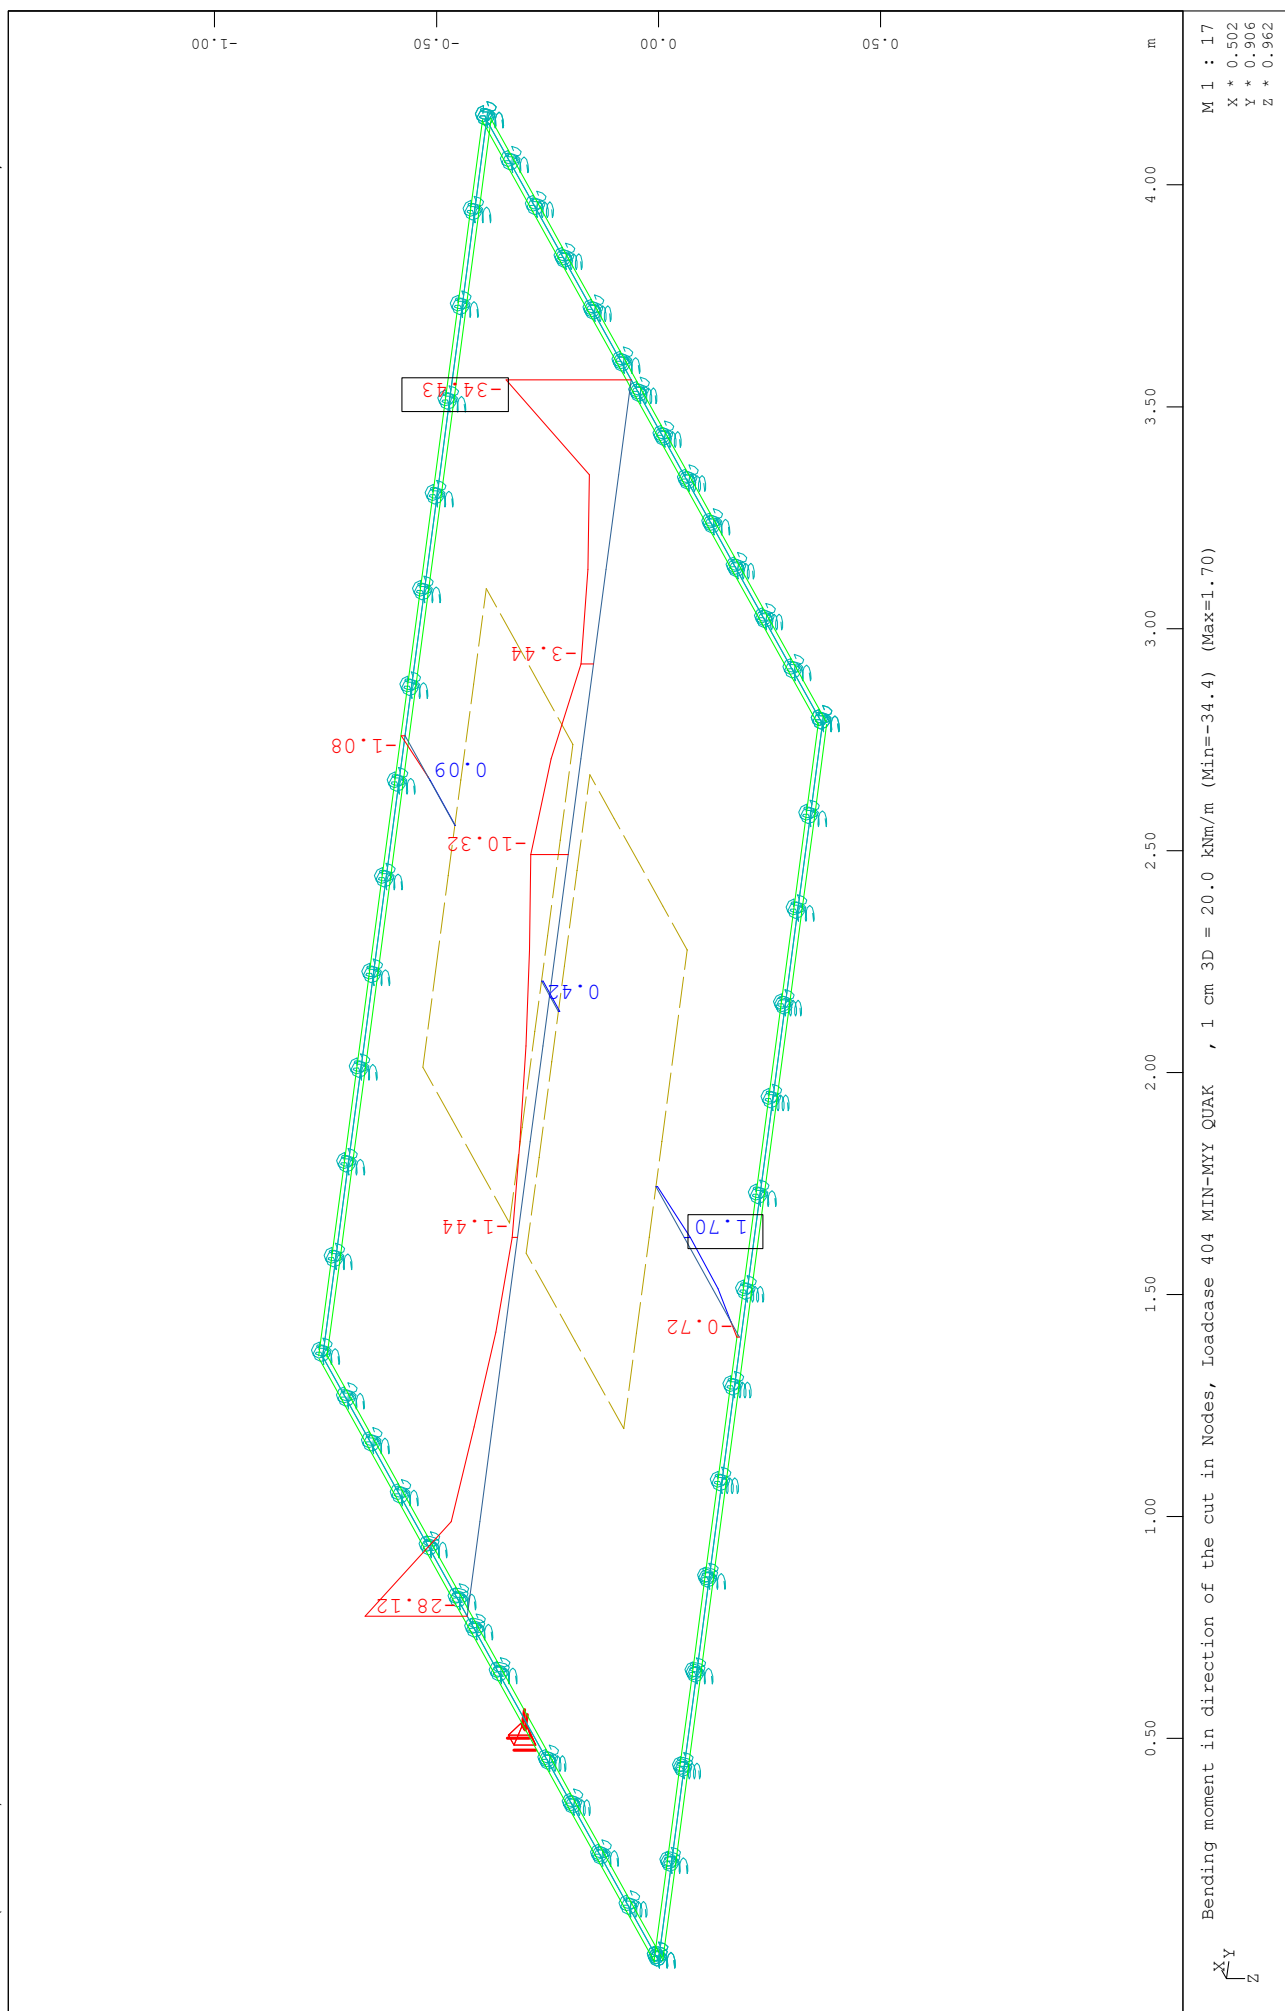 -1.00
-0.50
0.00
0.50
m
4.00
3.50
3.00
2.50
2.00
1.50
1.00
0.50
-34.43
-3.44
-1.08
0.09
-10.32
0.42
-1.44
1.70
-0.72
-28.12
Bending moment in direction of the cut in Nodes, Loadcase 404 MIN-MYY QUAK , 1 cm 3D = 20.0 kNm/m (Min=-34.4) (Max=1.70)
M 1 : 17
X * 0.502
Y * 0.906
Z * 0.962
X
Y
Z